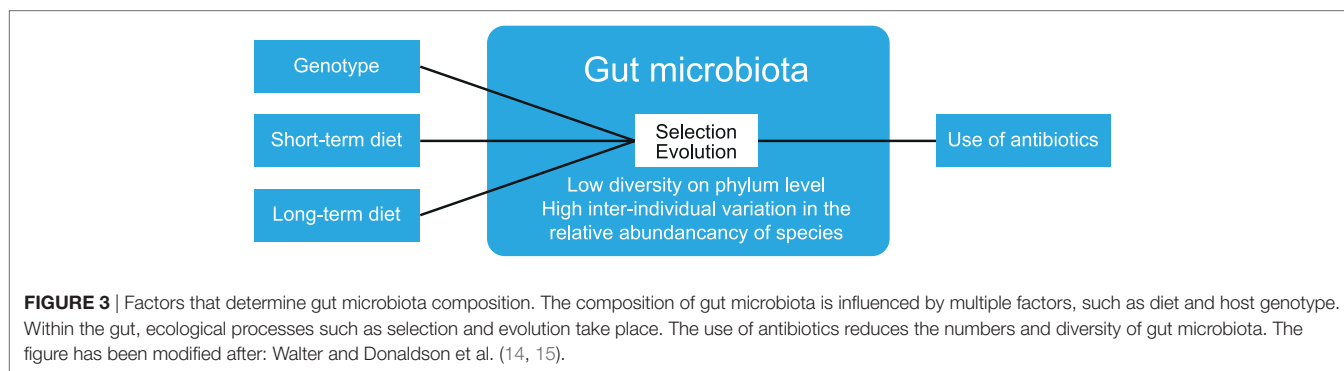 Genotype
Short-term diet
Long-term diet
Gut microbiota
Selection
Evolution
Low diversity on phylum level
High inter-individual variation in the
relative abundancancy of species
Use of antibiotics
FIGURE 3 | Factors that determine gut microbiota composition. The composition of gut microbiota is influenced by multiple factors, such as diet and host genotype.
Within the gut, ecological processes such as selection and evolution take place. The use of antibiotics reduces the numbers and diversity of gut microbiota. The
figure has been modified after: Walter and Donaldson et al. (14, 15).